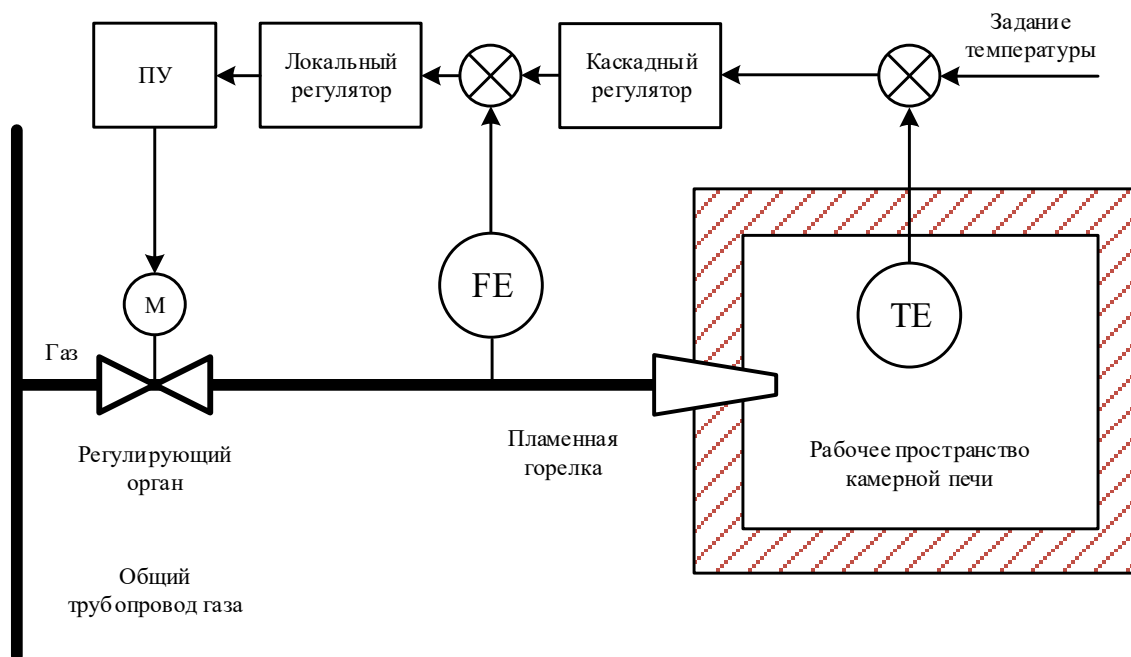 Задание
температуры
ПУ
Локальный
регулятор
Каскадный
регулятор
FE
TE
М
Газ
Регулирующий
орган
Пламенная
горелка
Рабочее пространство
камерной печи
Общий
трубопровод газа